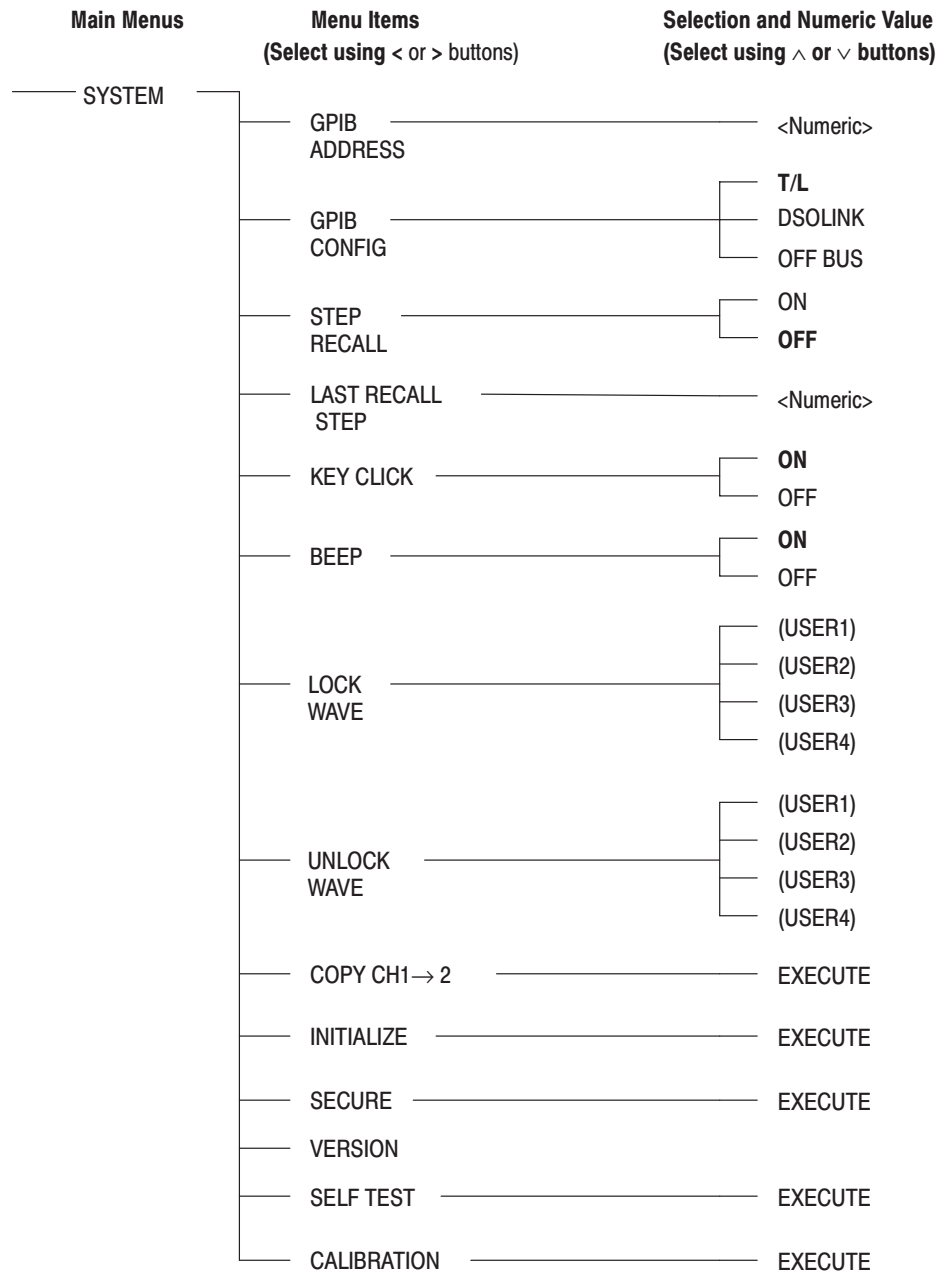 Main Menus Menu Items Selection and Numeric Value
(Select using < or > buttons) (Select using ∧ or ∨ buttons)
SYSTEM
GPIB ADDRESS <Numeric>
GPIB CONFIG T/L
DSOLINK
OFF BUS
STEP RECALL ON
OFF
LAST RECALL STEP <Numeric>
KEY CLICK ON
OFF
BEEP ON
OFF
LOCK WAVE (USER1)
(USER2)
(USER3)
(USER4)
UNLOCK WAVE (USER1)
(USER2)
(USER3)
(USER4)
COPY CH1→ 2 EXECUTE
INITIALIZE EXECUTE
SECURE EXECUTE
VERSION
SELF TEST EXECUTE
CALIBRATION EXECUTE